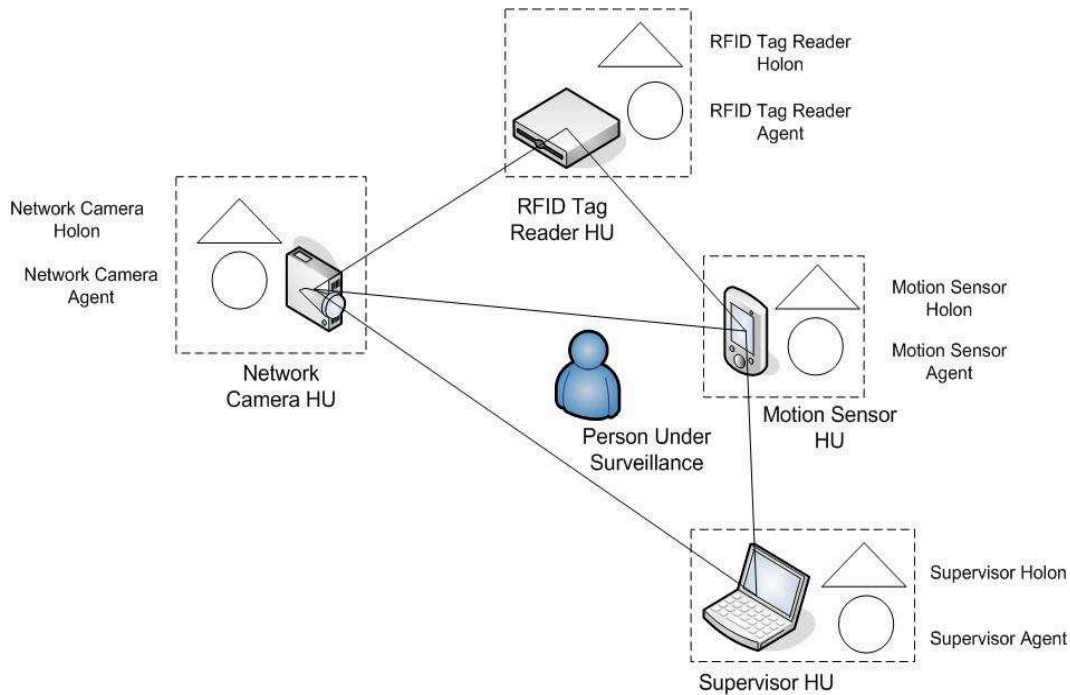 RFID Tag Reader
Holon
RFID Tag Reader
Agent
RFID Tag
Reader HU
Network Camera
Holon
Network Camera
Agent
Network
Camera HU
Motion Sensor
Holon
Motion Sensor
Agent
Motion Sensor
HU
Person Under
Surveillance
Supervisor Holon
Supervisor Agent
Supervisor HU